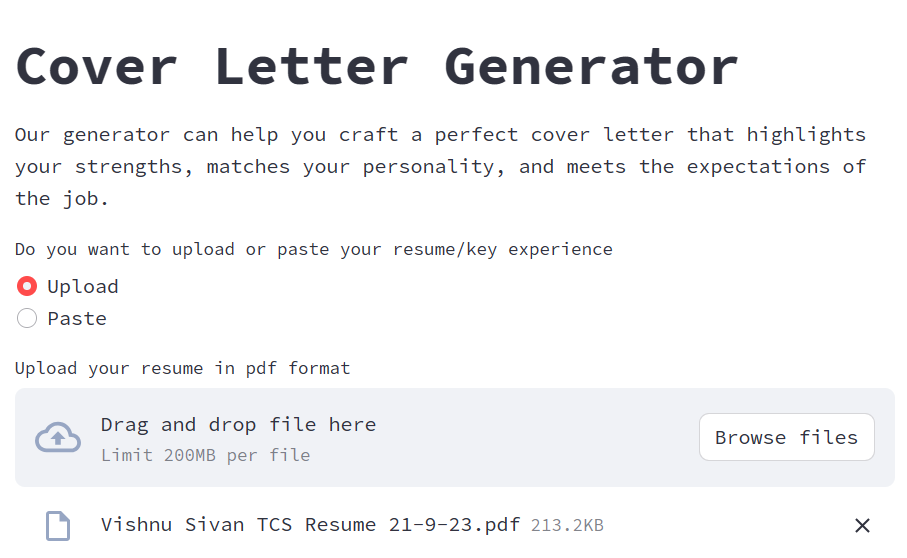 Cover Letter Generator
Our generator can help you craft a perfect cover letter that highlights
your strengths, matches your personality, and meets the expectations of
the job.
Do you want to upload or paste your resume/key experience
Upload
Paste
Upload your resume in pdf format
Drag and drop file here
Limit 200MB per file
Browse files
Vishnu Sivan TCS Resume 21-9-23.pdf 213.2KB